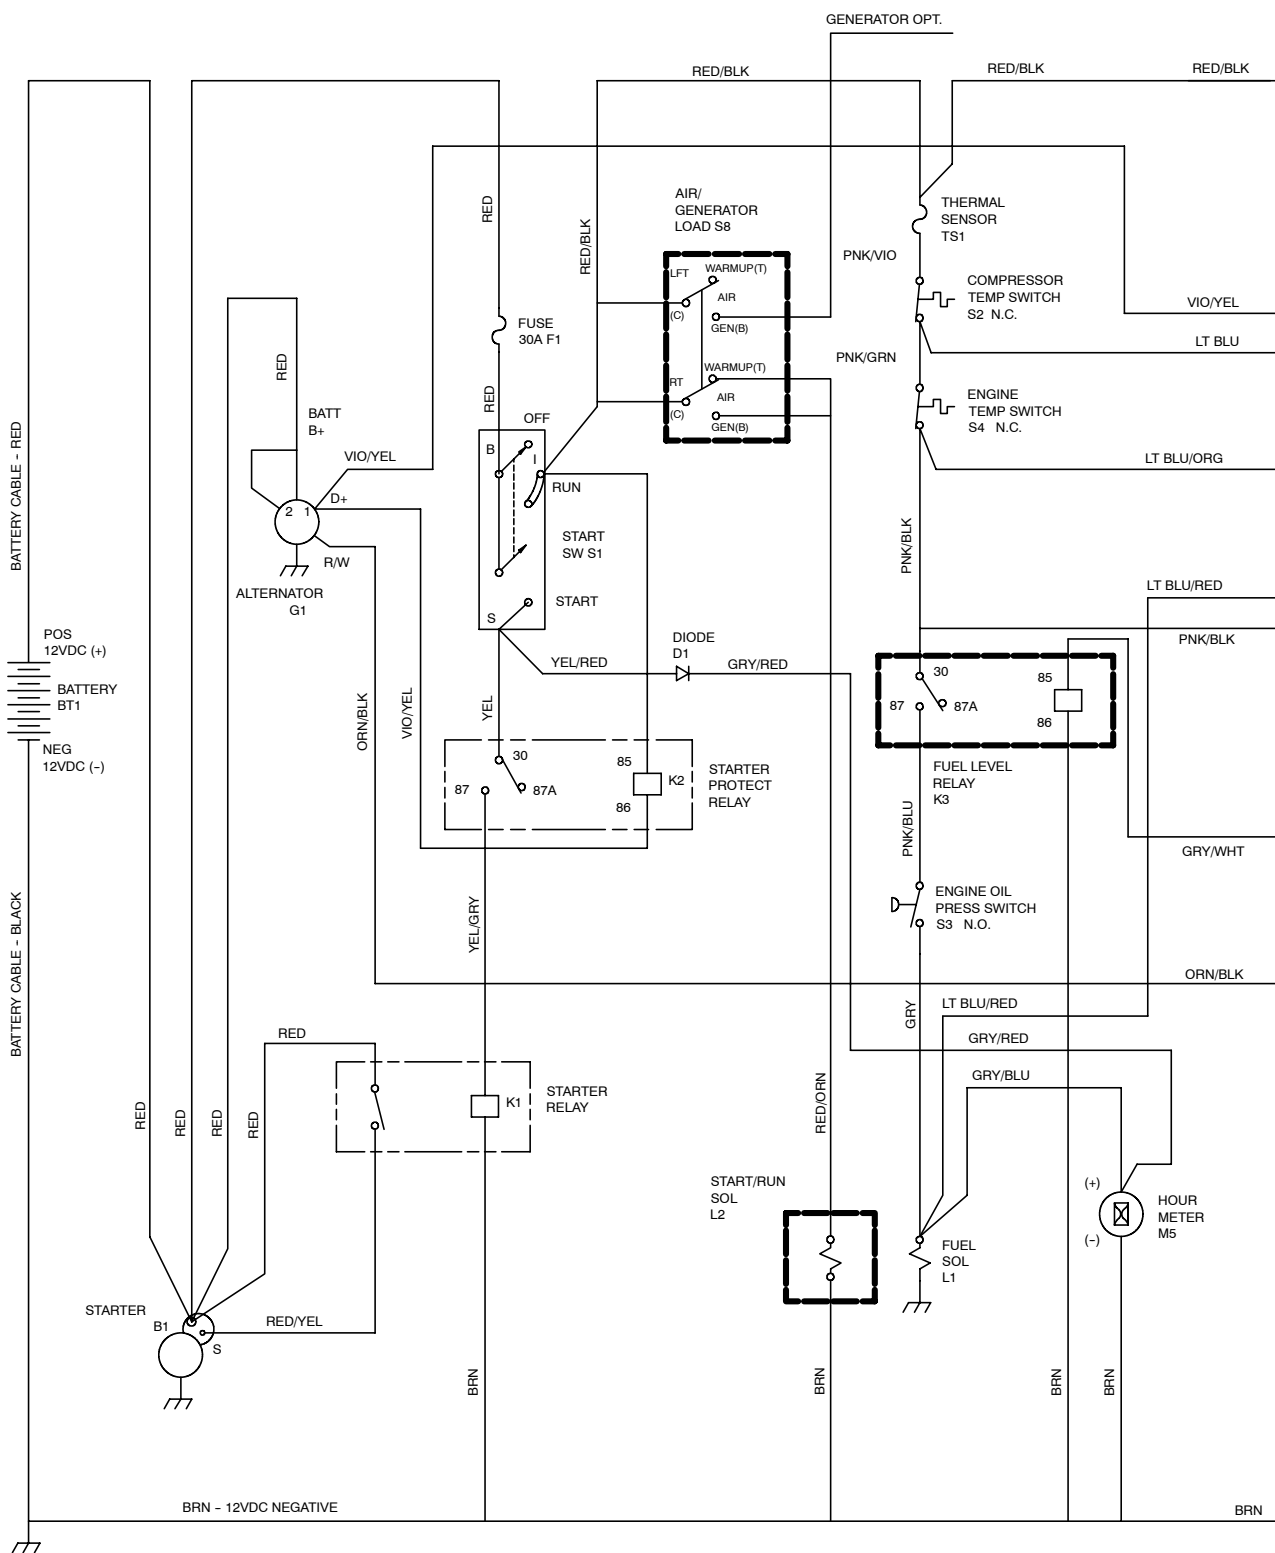 GENERATOR OPT.
RED/BLK
RED/BLK
RED/BLK
RED
RED/BLK
AIR/
GENERATOR
LOAD S8
THERMAL
SENSOR
TS1
PNK/VIO
LFT
WARMUP(T)
AIR
(C)
GEN(B)
COMPRESSOR
TEMP SWITCH
S2 N.C.
VIO/YEL
LT BLU
FUSE
30A F1
RED
RED
PNK/GRN
WARMUP(T)
RT
AIR
(C)
GEN(B)
ENGINE
TEMP SWITCH
S4 N.C.
LT BLU/ORG
BATT
B+
OFF
B
I
RUN
VIO/YEL
D+
2 1
R/W
ALTERNATOR
G1
BATTERY CABLE - RED
START
SW S1
START
S
PNK/BLK
LT BLU/RED
PNK/BLK
POS
12VDC (+)
BATTERY
BT1
NEG
12VDC (-)
DIODE
D1
YEL/RED
GRY/RED
ORN/BLK
VIO/YEL
YEL
30
87
87A
85
86
FUEL LEVEL
RELAY
K3
30
87
87A
85
K2
86
STARTER
PROTECT
RELAY
PNK/BLU
GRY/WHT
BATTERY CABLE - BLACK
YEL/GRY
ENGINE OIL
PRESS SWITCH
S3 N.O.
ORN/BLK
GRY
LT BLU/RED
GRY/RED
GRY/BLU
RED
K1
STARTER
RELAY
RED
RED
RED
RED
RED/ORN
START/RUN
SOL
L2
(+)
(-)
HOUR
METER
M5
FUEL
SOL
L1
STARTER
B1
S
RED/YEL
BRN
BRN
BRN
BRN
BRN - 12VDC NEGATIVE
BRN